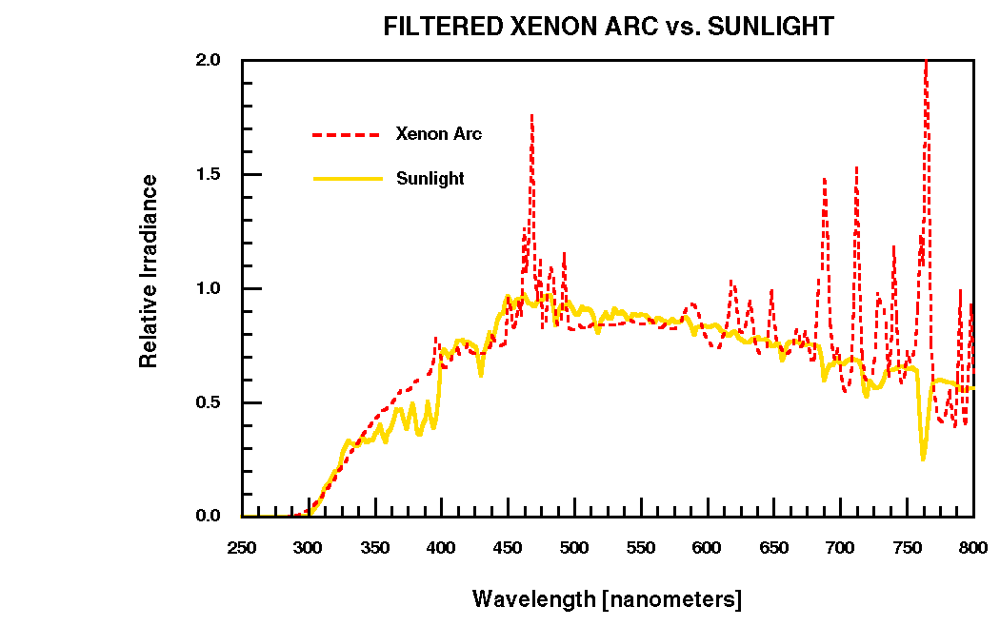 FILTERED XENON ARC vs. SUNLIGHT
2.0
Xenon Arc
1.5
Sunlight
Relative Irradiance
1.0
0.5
0.0
250 300 350 400 450 500 550 600 650 700 750 800
Wavelength [nanometers]